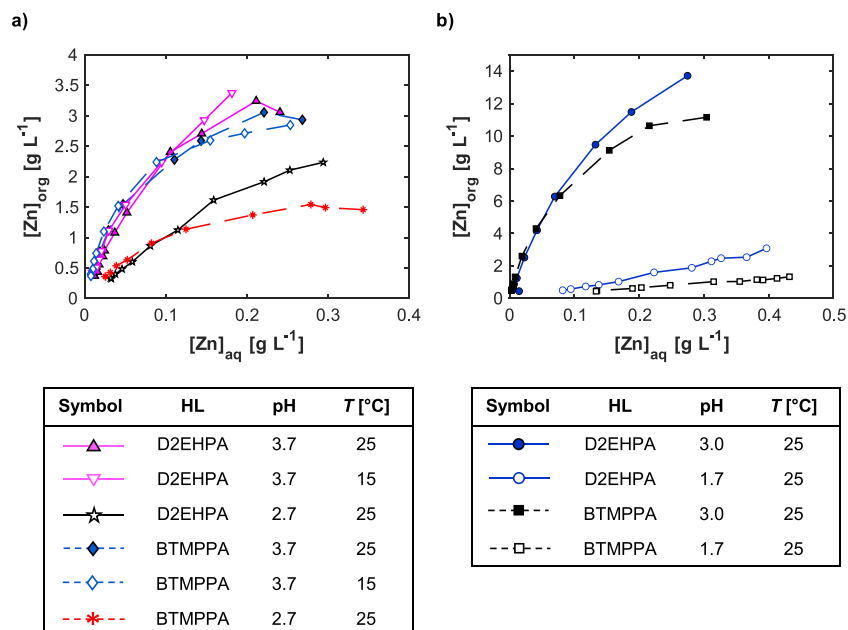 a)
4
3.5
3
2.5
2
1.5
1
0.5
0
0 0.1 0.2 0.3 0.4
[Zn]org [g L-1]
[Zn]aq [g L-1]
b)
14
12
10
8
6
4
2
0
0 0.1 0.2 0.3 0.4 0.5
[Zn]org [g L-1]
[Zn]aq [g L-1]
Symbol HL pH T [°C]
D2EHPA 3.7 25
D2EHPA 3.7 15
D2EHPA 2.7 25
BTMPPA 3.7 25
BTMPPA 3.7 15
BTMPPA 2.7 25
Symbol HL pH T [°C]
D2EHPA 3.0 25
D2EHPA 1.7 25
BTMPPA 3.0 25
BTMPPA 1.7 25